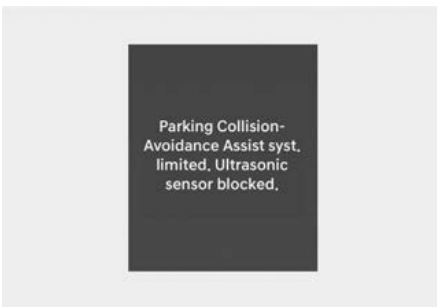 Parking Collision-
Avoidance Assist syst.
limited. Ultrasonic
sensor blocked.